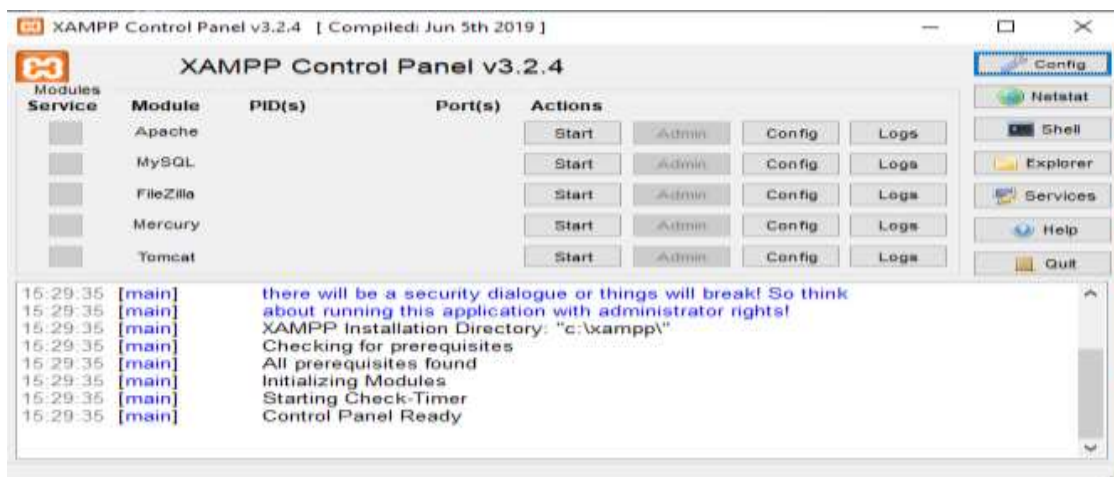 XAMPP Control Panel v3.2.4 [ Compiled: Jun 5th 2019 ]
XAMPP Control Panel v3.2.4
Config
Modules
Service Module PID(s) Port(s) Actions
Netstat
Apache Start Admin Config Logs
Shell
MySQL Start Admin Config Logs
Explorer
FileZilla Start Admin Config Logs
Services
Mercury Start Admin Config Logs
Help
Tomcat Start Admin Config Logs
Quit
15:29:35 [main] there will be a security dialogue or things will break! So think
15:29:35 [main] about running this application with administrator rights!
15:29:35 [main] XAMPP Installation Directory: "c:\xampp\"
15:29:35 [main] Checking for prerequisites
15:29:35 [main] All prerequisites found
15:29:35 [main] Initializing Modules
15:29:35 [main] Starting Check-Timer
15:29:35 [main] Control Panel Ready